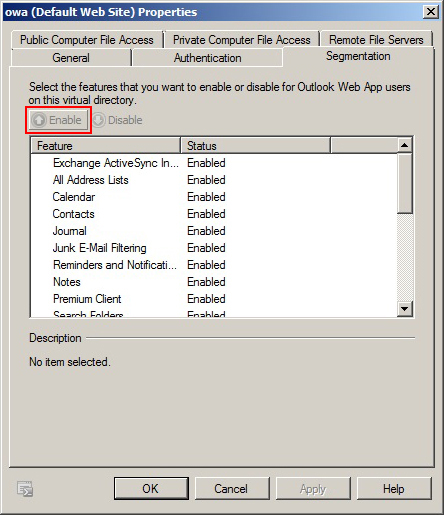 owa (Default Web Site) Properties
Public Computer File Access Private Computer File Access Remote File Servers
General Authentication Segmentation
Select the features that you want to enable or disable for Outlook Web App users
on this virtual directory.
Enable Disable
Feature Status
Exchange ActiveSync In... Enabled
All Address Lists Enabled
Calendar Enabled
Contacts Enabled
Journal Enabled
Junk E-Mail Filtering Enabled
Reminders and Notificati... Enabled
Notes Enabled
Premium Client Enabled
Search Folders Enabled
Description
No item selected.
OK Cancel Apply Help